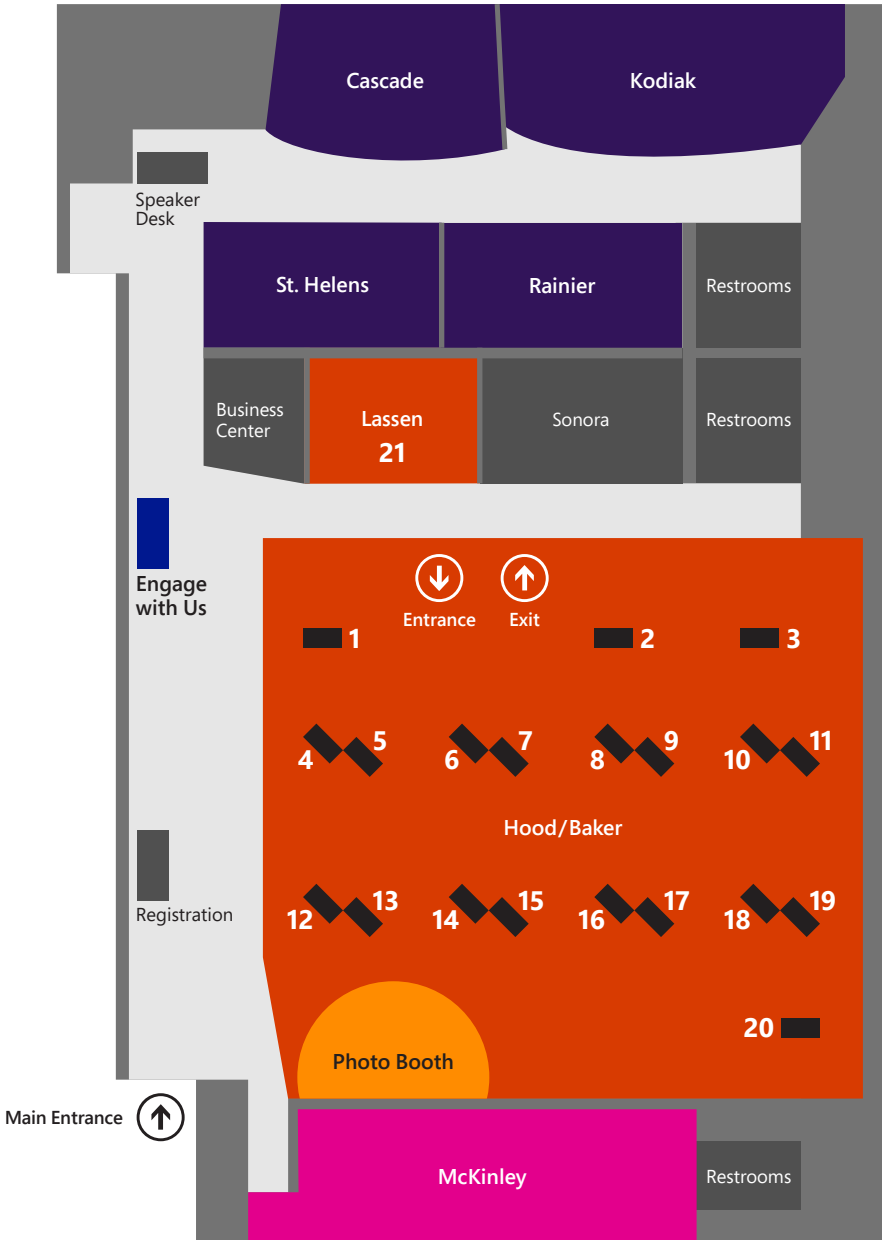 Cascade
Kodiak
Speaker
Desk
St. Helens
Rainier
Restrooms
Business
Center
Lassen
21
Sonora
Restrooms
Engage
with Us
Entrance
Exit
1
2
3
4
5
6
7
8
9
10
11
Hood/Baker
12
13
14
15
16
17
18
19
Registration
20
Photo Booth
Main Entrance
McKinley
Restrooms